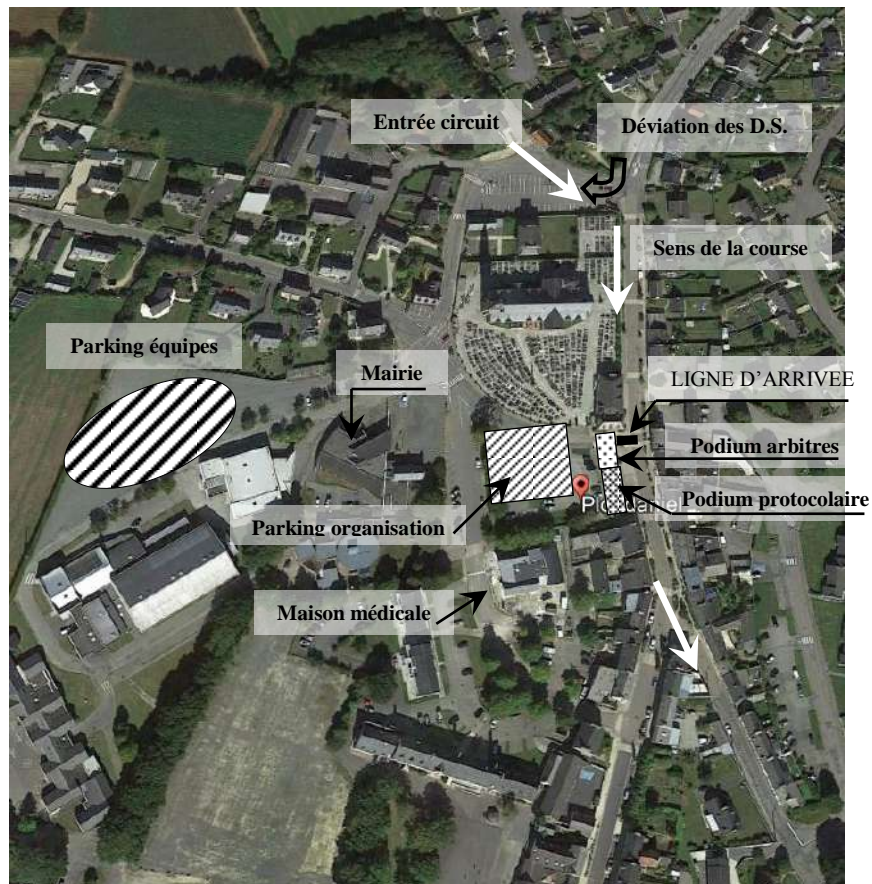 Entrée circuit
Déviation des D.S.
Sens de la course
Parking équipes
Mairie
LIGNE D'ARRIVEE
Podium arbitres
Podium protocolaire
Parking organisation
Maison médicale